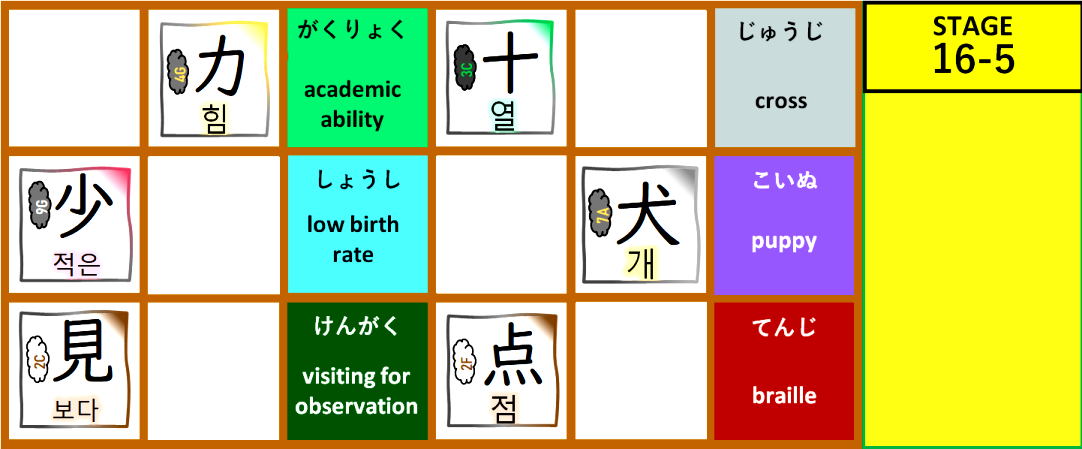 4G
力
힘
がくりょく
academic
ability
3C
十
열
じゅうじ
cross
STAGE
16-5
9G
少
적은
しょうし
low birth
rate
7A
犬
개
こいぬ
puppy
2C
見
보다
けんがく
visiting for
observation
2F
点
점
てんじ
braille